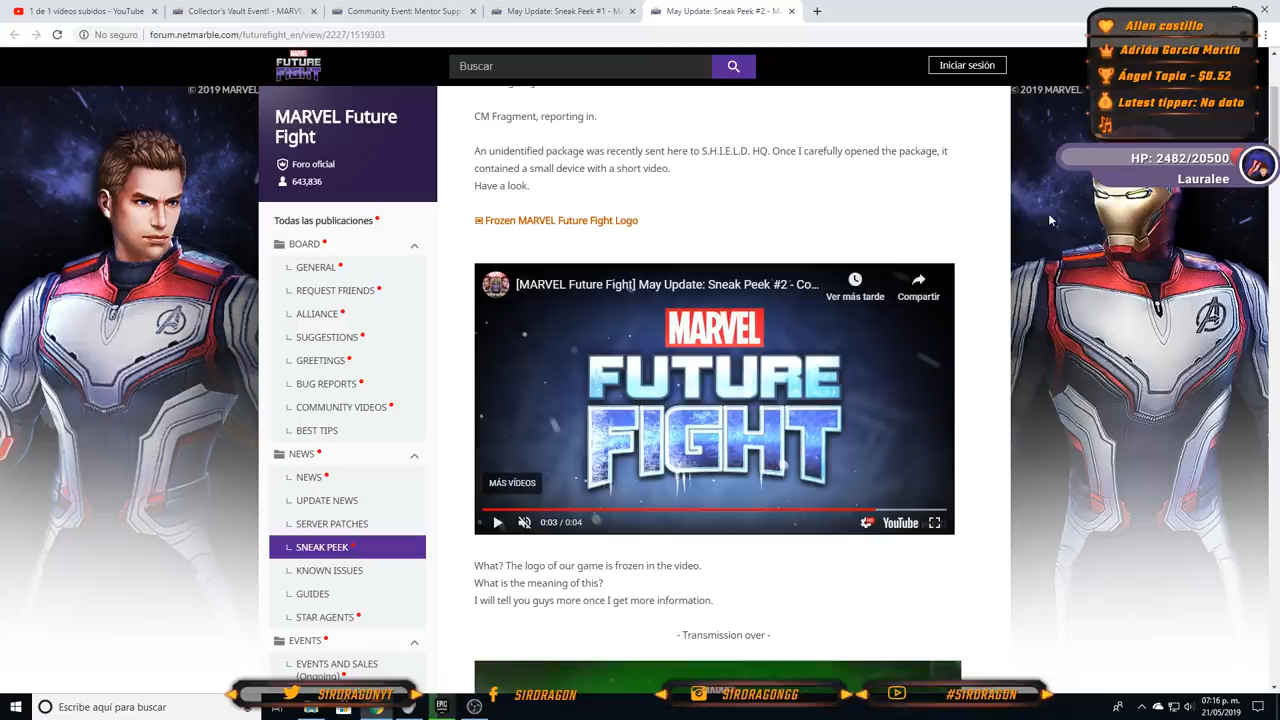 1 de 1 vídeos subidos - YouTube
Collector's Vault Event! - MARVE
Community Event: Mentor Supp
May Update: Sneak Peek #1 - M
May Update: Sneak Peek #2 - M
No seguro
forum.netmarble.com/futurefight_en/view/2227/1519303
MARVEL
FUTURE
FIGHT
Buscar
Iniciar sesión
Allen castillo
Adrián García Martín
Ángel Tapia - $0.52
Latest tipper: No data
HP: 2482/20500
Lauralee
© 2019 MARVEL
© 2019 MARVEL
MARVEL Future
Fight
Foro oficial
643,836
Todas las publicaciones
BOARD
GENERAL
REQUEST FRIENDS
ALLIANCE
SUGGESTIONS
GREETINGS
BUG REPORTS
COMMUNITY VIDEOS
BEST TIPS
NEWS
NEWS
UPDATE NEWS
SERVER PATCHES
SNEAK PEEK
KNOWN ISSUES
GUIDES
STAR AGENTS
EVENTS
EVENTS AND SALES
(Ongoing)
CM Fragment, reporting in.
An unidentified package was recently sent here to S.H.I.E.L.D. HQ. Once I carefully opened the package, it
contained a small device with a short video.
Have a look.
Frozen MARVEL Future Fight Logo
[MARVEL Future Fight] May Update: Sneak Peek #2 - Co...
Ver más tarde
Compartir
MARVEL
FUTURE
FIGHT
MÁS VÍDEOS
0:03 / 0:04
HD
YouTube
What? The logo of our game is frozen in the video.
What is the meaning of this?
I will tell you guys more once I get more information.
- Transmission over -
SIRDRAGONYT
SIRDRAGON
SIRDRAGONGG
#SIRDRAGON
Escribe aquí para buscar
EPIC
07:16 p. m.
21/05/2019